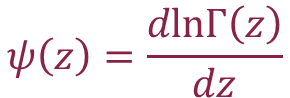 ψ(z) = dlnΓ(z) / dz